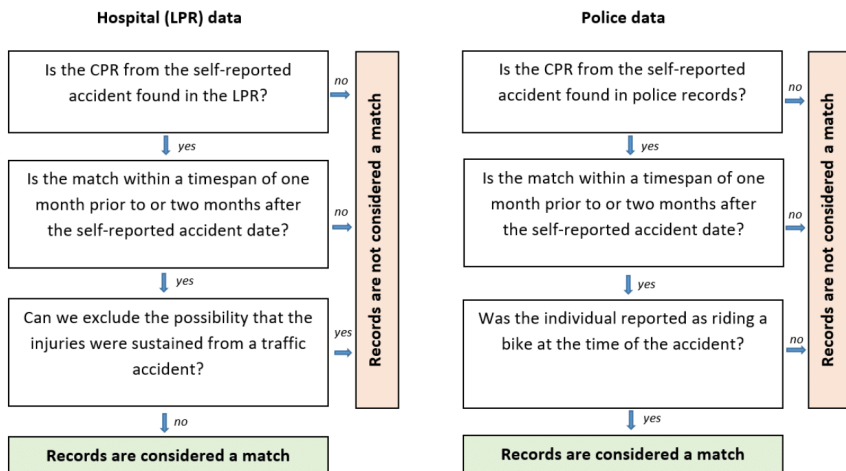 Hospital (LPR) data
Is the CPR from the self-reported
accident found in the LPR?
no
yes
Is the match within a timespan of one
month prior to or two months after
the self-reported accident date?
no
yes
Can we exclude the possibility that the
injuries were sustained from a traffic
accident?
yes
no
Records are considered a match
Records are not considered a match
Police data
Is the CPR from the self-reported
accident found in police records?
no
yes
Is the match within a timespan of one
month prior to or two months after
the self-reported accident date?
no
yes
Was the individual reported as riding a
bike at the time of the accident?
no
yes
Records are considered a match
Records are not considered a match